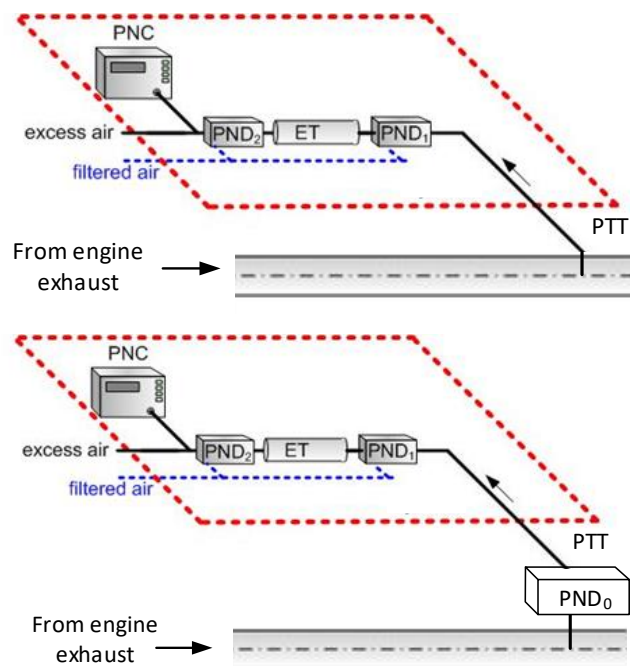 PNC
excess air
PND₂
ET
PND₁
filtered air
PTT
From engine
exhaust
PNC
excess air
PND₂
ET
PND₁
filtered air
PTT
PND₀
From engine
exhaust